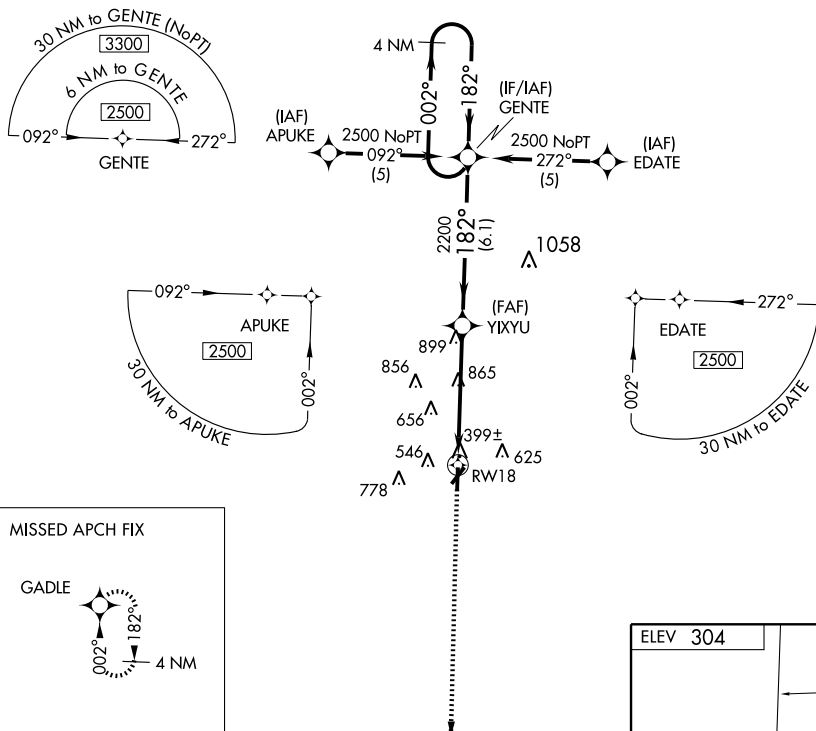 30 NM to GENTE (NoPT)
3300
6 NM to GENTE
2500
092°
272°
GENTE
4 NM
002°
182°
(IF/IAF)
GENTE
(IAF)
APUKE
2500 NoPT
092°
(5)
2500 NoPT
272°
(5)
(IAF)
EDATE
2200
182°
(6.1)
1058
092°
APUKE
2500
002°
30 NM to APUKE
(FAF)
YIXYU
899
856
865
656
399±
546
625
RW18
778
272°
EDATE
2500
002°
30 NM to EDATE
MISSED APCH FIX
GADLE
002°
182°
4 NM
ELEV 304